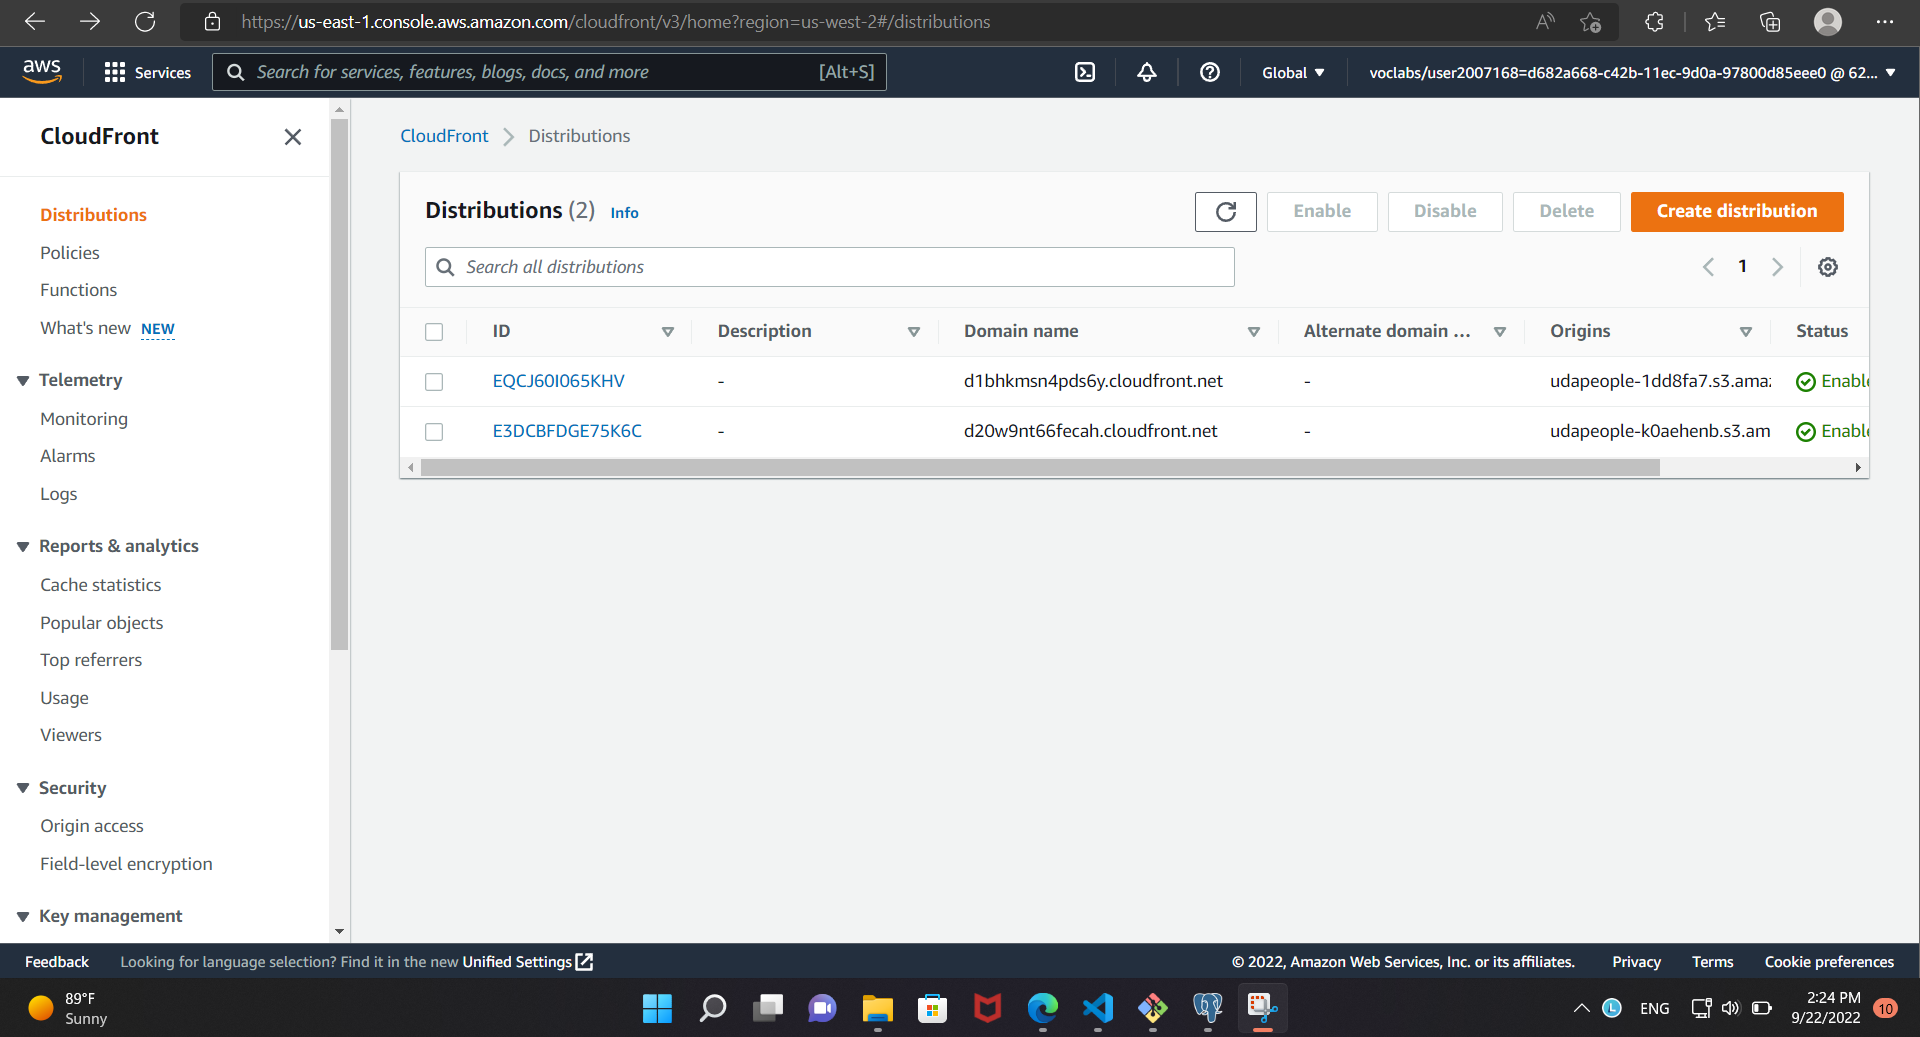 https://us-east-1.console.aws.amazon.com/cloudfront/v3/home?region=us-west-2#/distributions
aws
Services
Search for services, features, blogs, docs, and more
[Alt+S]
Global
voclabs/user2007168=d682a668-c42b-11ec-9d0a-97800d85eee0 @ 62...
CloudFront
Distributions
Policies
Functions
What's new NEW
Telemetry
Monitoring
Alarms
Logs
Reports & analytics
Cache statistics
Popular objects
Top referrers
Usage
Viewers
Security
Origin access
Field-level encryption
Key management
CloudFront
Distributions
Distributions (2) Info
Enable
Disable
Delete
Create distribution
Search all distributions
1
ID
Description
Domain name
Alternate domain ...
Origins
Status
EQCJ60I065KHV
-
d1bhkmsn4pds6y.cloudfront.net
-
udapeople-1dd8fa7.s3.ama
Enable
E3DCBFDGE75K6C
-
d20w9nt66fecah.cloudfront.net
-
udapeople-k0aehenb.s3.am
Enable
Feedback
Looking for language selection? Find it in the new Unified Settings
© 2022, Amazon Web Services, Inc. or its affiliates.
Privacy
Terms
Cookie preferences
89°F
Sunny
L
ENG
2:24 PM
9/22/2022
10